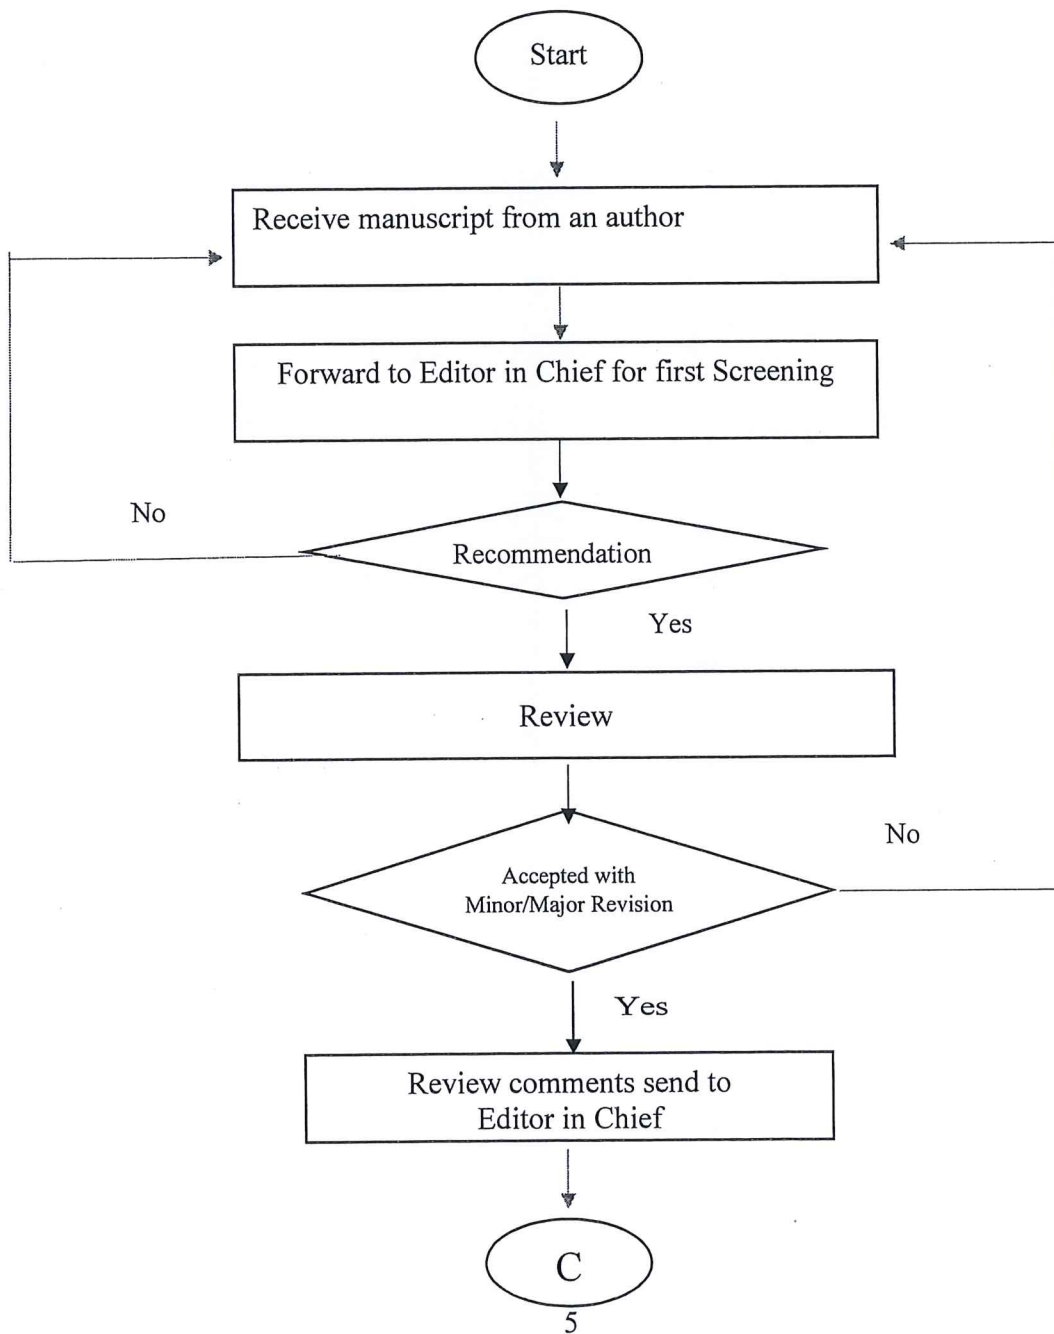 Start
Receive manuscript from an author
Forward to Editor in Chief for first Screening
No
Recommendation
Yes
Review
No
Accepted with
Minor/Major Revision
Yes
Review comments send to
Editor in Chief
C
5